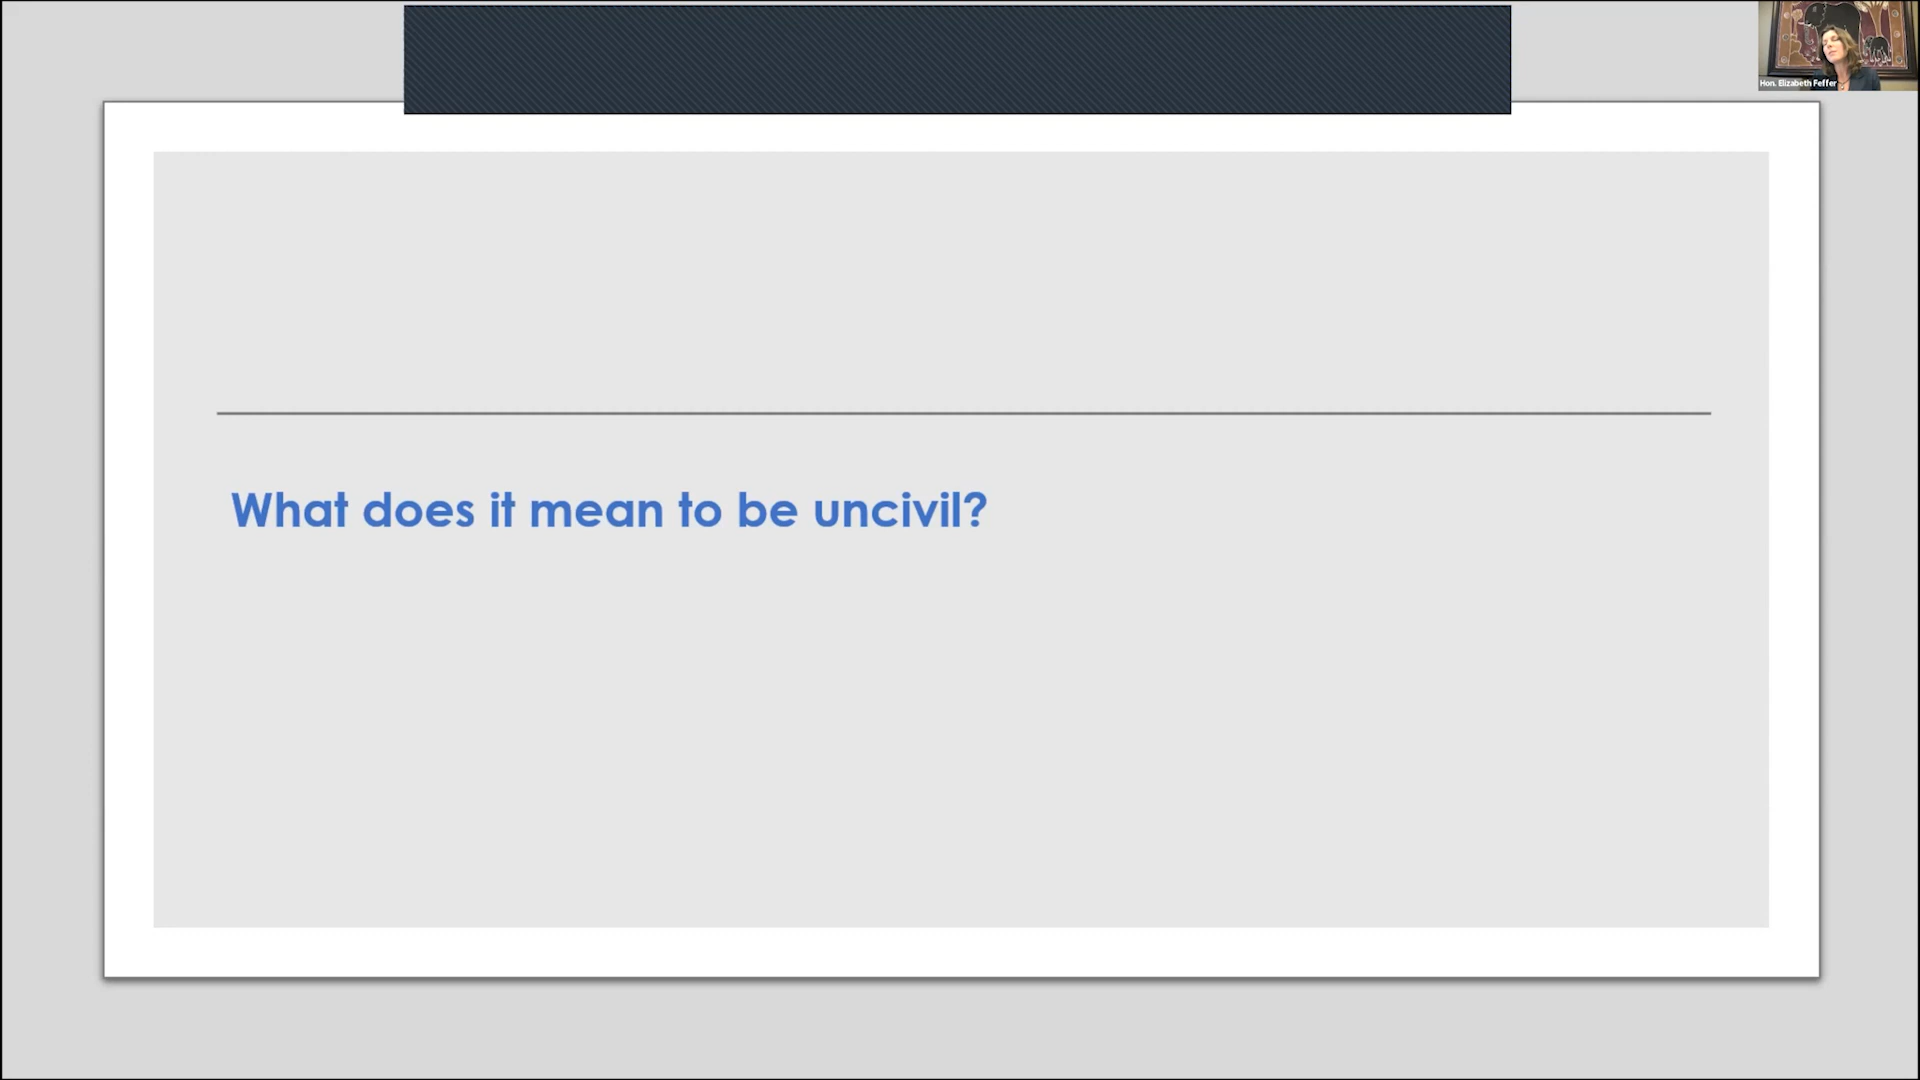 Hon. Elizabeth Feffer
What does it mean to be uncivil?